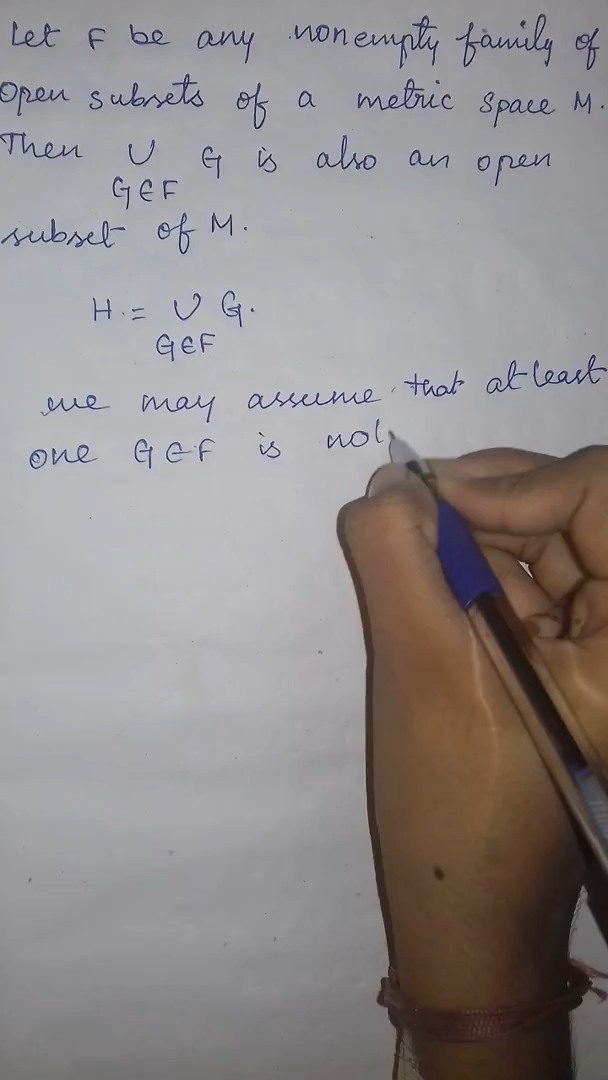 Let F be any nonempty family of
open subsets of a metric space M.
Then ∪ G is also an open
G∈F
subset of M.
H. = ∪ G.
G∈F
we may assume that at least
one G∈F is not